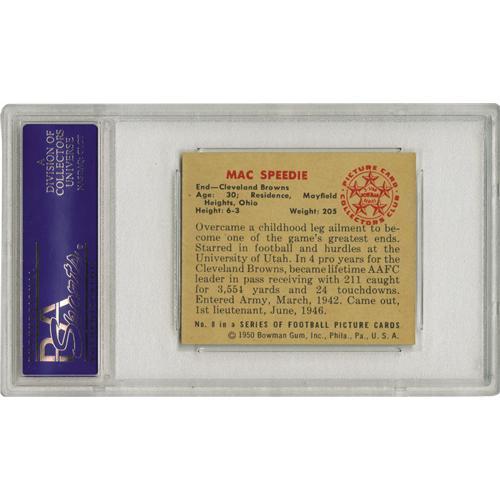 A
DIVISION OF
COLLECTORS
UNIVERSE
NASDAQ: CLCT
PSA
Sports
MAC SPEEDIE
End—Cleveland Browns
Age: 30; Residence, Mayfield
Heights, Ohio
Height: 6-3 Weight: 205
Overcame a childhood leg ailment to be-
come one of the game's greatest ends.
Starred in football and hurdles at the
University of Utah. In 4 pro years for the
Cleveland Browns, became lifetime AAFC
leader in pass receiving with 211 caught for
3,554 yards and 24 touchdowns.
Entered Army, March, 1942. Came out,
1st lieutenant, June, 1946.
No. 8 in a SERIES OF FOOTBALL PICTURE CARDS
© 1950 Bowman Gum, Inc., Phila., Pa., U. S. A.
PICTURE CARD
COLLECTORS CLUB